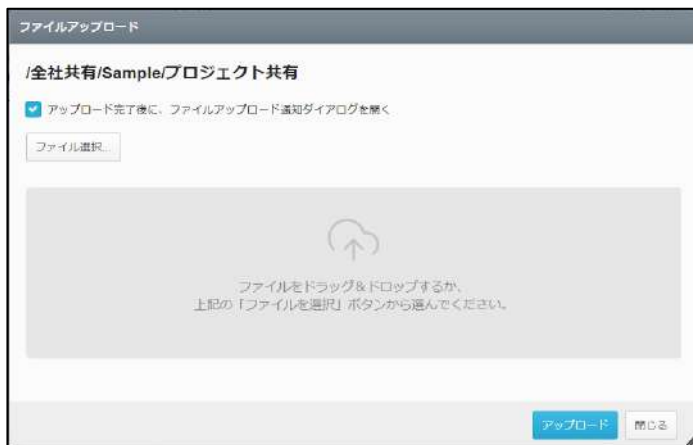 ファイルアップロード
/全社共有/Sample/プロジェクト共有
アップロード完了後に、ファイルアップロード通知ダイアログを開く
ファイル選択...
ファイルをドラッグ&ドロップするか、
上記の「ファイルを選択」ボタンから選んでください。
アップロード 閉じる